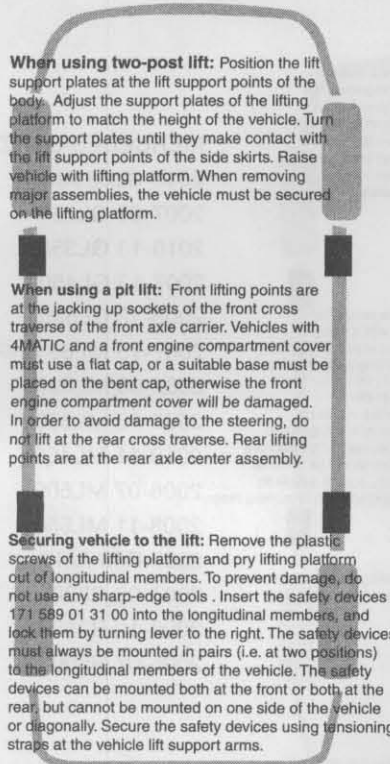 When using two-post lift: Position the lift
support plates at the lift support points of the
body. Adjust the support plates of the lifting
platform to match the height of the vehicle. Turn
the support plates until they make contact with
the lift support points of the side skirts. Raise
vehicle with lifting platform. When removing
major assemblies, the vehicle must be secured
on the lifting platform.
When using a pit lift: Front lifting points are
at the jacking up sockets of the front cross
traverse of the front axle carrier. Vehicles with
4MATIC and a front engine compartment cover
must use a flat cap, or a suitable base must be
placed on the bent cap, otherwise the front
engine compartment cover will be damaged.
In order to avoid damage to the steering, do
not lift at the rear cross traverse. Rear lifting
points are at the rear axle center assembly.
Securing vehicle to the lift: Remove the plastic
screws of the lifting platform and pry lifting platform
out of longitudinal members. To prevent damage, do
not use any sharp-edge tools . Insert the safety devices
171 589 01 31 00 into the longitudinal members, and
lock them by turning lever to the right. The safety devices
must always be mounted in pairs (i.e. at two positions)
to the longitudinal members of the vehicle. The safety
devices can be mounted both at the front or both at the
rear, but cannot be mounted on one side of the vehicle
or diagonally. Secure the safety devices using tensioning
straps at the vehicle lift support arms.